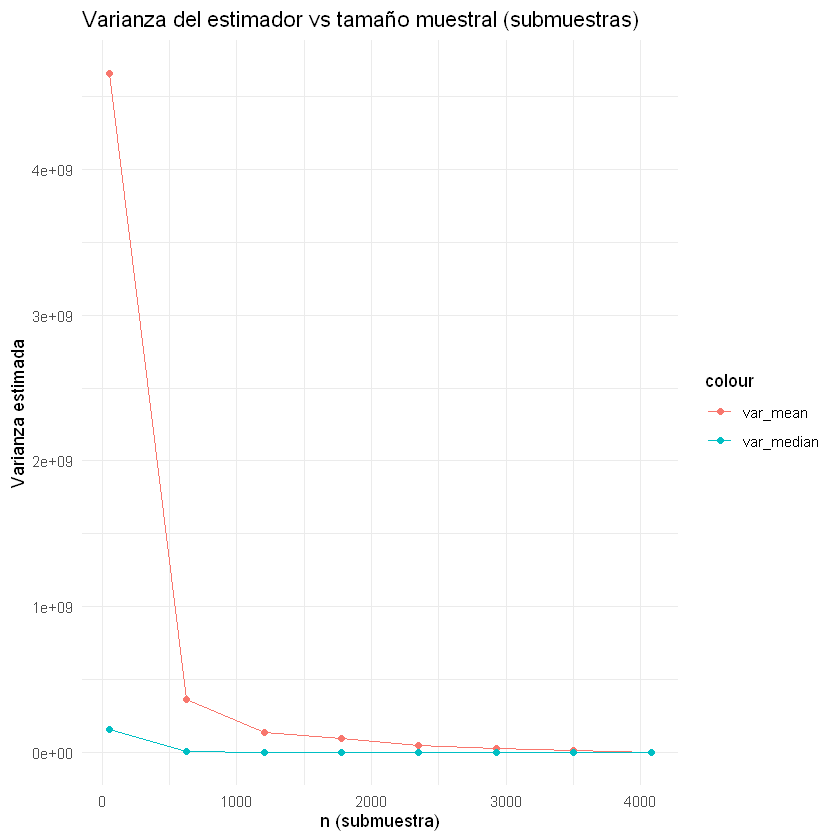 Varianza del estimador vs tamaño muestral (submuestras)
4e+09
3e+09
2e+09
1e+09
0e+00
Varianza estimada
0
1000
2000
3000
4000
n (submuestra)
colour
var_mean
var_median